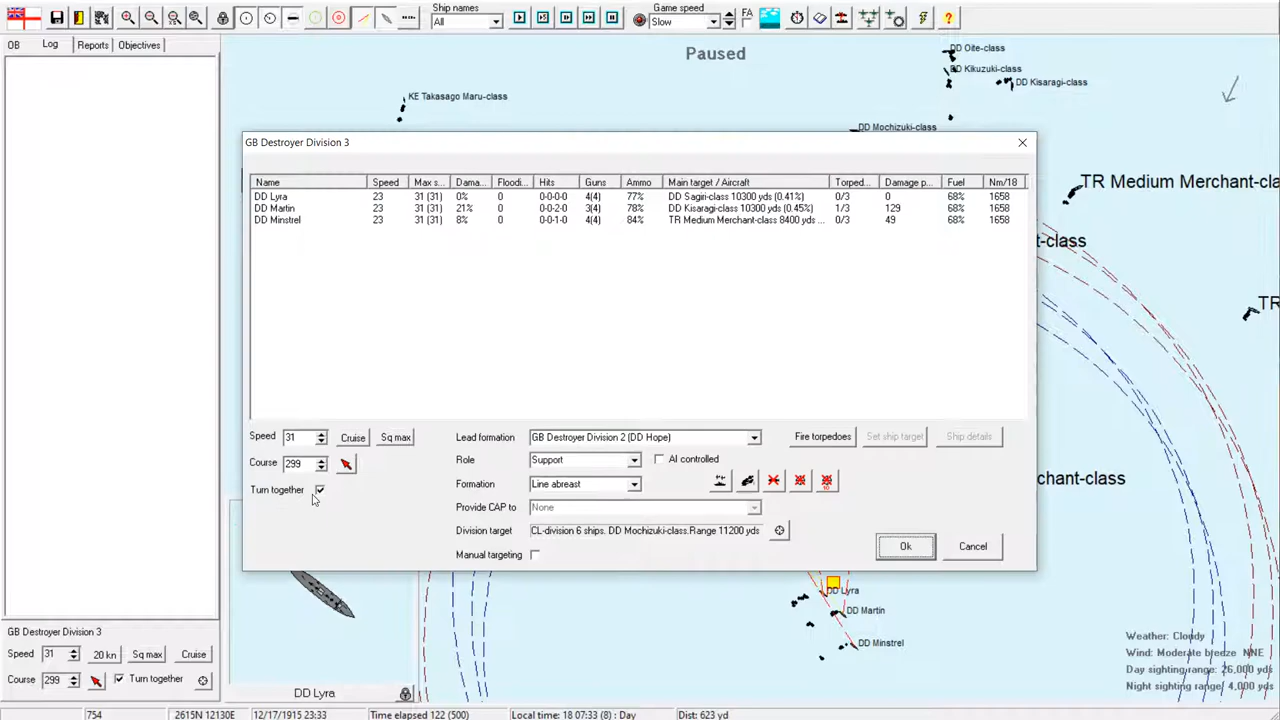 Ship names
All
Game speed
Slow
FA
OB
Log
Reports
Objectives
Paused
DD Oite-class
DD Kikuzuki-class
DD Kisaragi-class
KE Takasago Maru-class
DD Mochizuki-class
TR Medium Merchant-cla
t-class
TR
chant-class
GB Destroyer Division 3
Name Speed Max s... Dama... Floodi... Hits Guns Ammo Main target / Aircraft Torped... Damage p... Fuel Nm/18
DD Lyra 23 31 (31) 0% 0 0-0-0-0 4(4) 77% DD Sagiri-class 10300 yds (0.41%) 0/3 0 68% 1658
DD Martin 23 31 (31) 21% 0 0-0-2-0 3(4) 78% DD Kisaragi-class 10300 yds (0.45%) 1/3 129 68% 1658
DD Minstrel 23 31 (31) 8% 0 0-0-1-0 4(4) 84% TR Medium Merchant-class 8400 yds ... 0/3 49 68% 1658
Speed 31 Cruise Sq max
Course 299
Turn together
Lead formation GB Destroyer Division 2 (DD Hope)
Fire torpedoes Set ship target Ship details
Role Support AI controlled
Formation Line abreast
Provide CAP to None
Division target CL-division 6 ships. DD Mochizuki-class.Range 11200 yds
Manual targeting
Ok Cancel
DD Lyra
DD Martin
DD Minstrel
GB Destroyer Division 3
Speed 31 20 kn Sq max Cruise
Course 299 Turn together
DD Lyra
Weather: Cloudy
Wind: Moderate breeze NNE
Day sighting range: 26,000 yds
Night sighting range: 4,000 yds
754 2615N 12130E 12/17/1915 23:33 Time elapsed 122 (500) Local time: 18 07:33 (8) : Day Dist: 623 yd